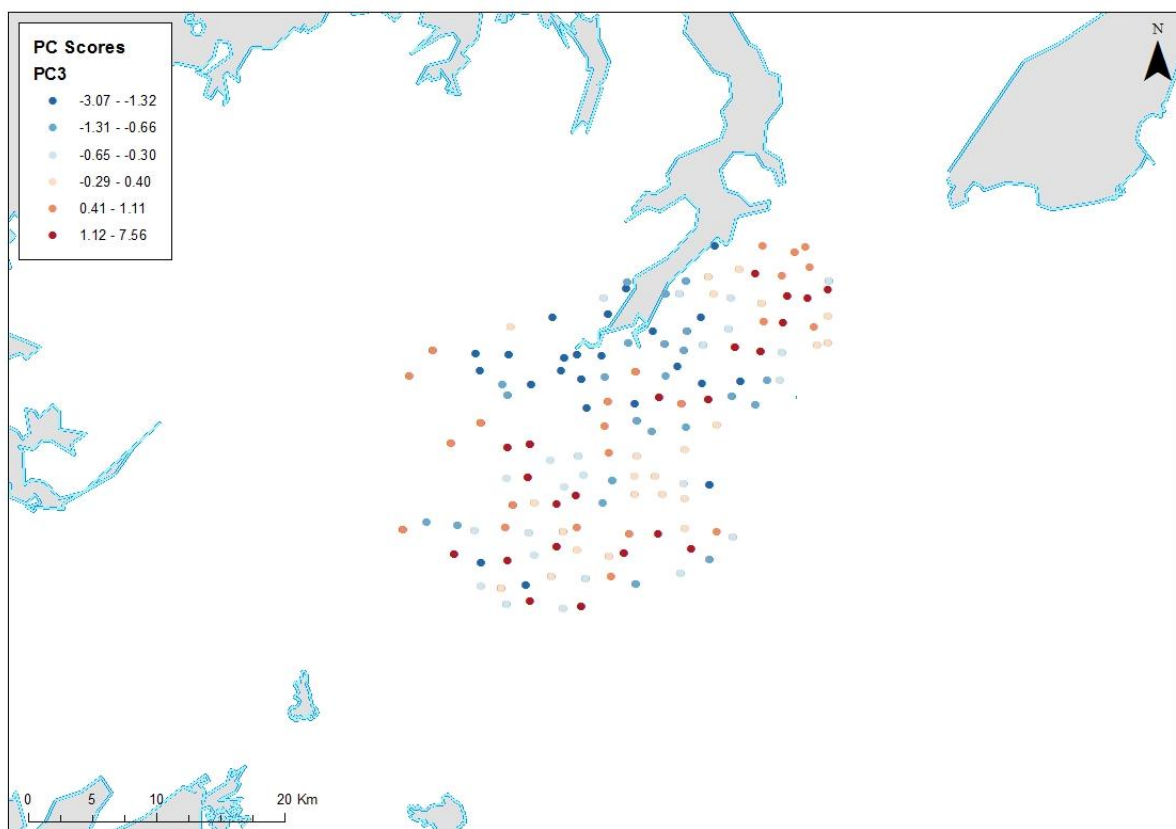 PC Scores
PC3
-3.07 - -1.32
-1.31 - -0.66
-0.65 - -0.30
-0.29 - 0.40
0.41 - 1.11
1.12 - 7.56
N
0 5 10 20 Km